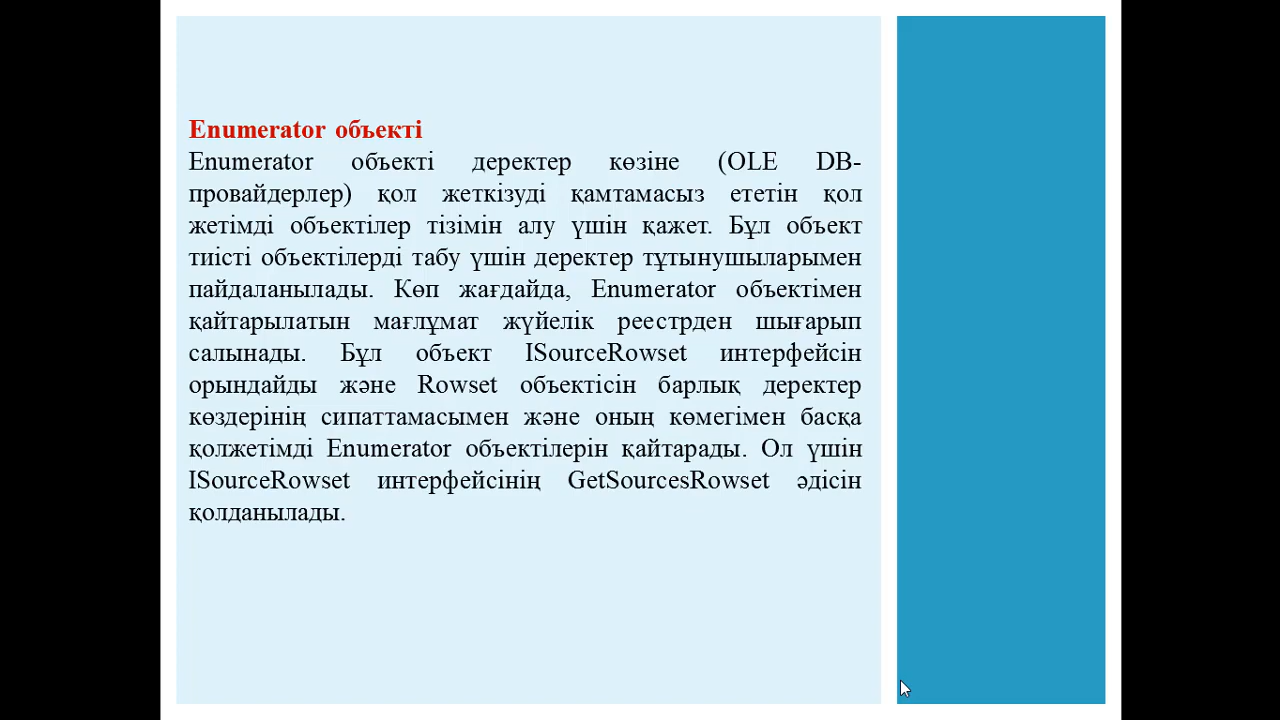 Enumerator объекті
Enumerator объекті деректер көзіне (OLE DB-
провайдерлер) қол жеткізуді қамтамасыз ететін қол
жетімді объектілер тізімін алу үшін қажет. Бұл объект
тиісті объектілерді табу үшін деректер тұтынушыларымен
пайдаланылады. Көп жағдайда, Enumerator объектімен
қайтарылатын мағлұмат жүйелік реестрден шығарып
салынады. Бұл объект ISourceRowset интерфейсін
орындайды және Rowset объектісін барлық деректер
көздерінің сипаттамасымен және оның көмегімен басқа
қолжетімді Enumerator объектілерін қайтарады. Ол үшін
ISourceRowset интерфейсінің GetSourcesRowset әдісін
қолданылады.